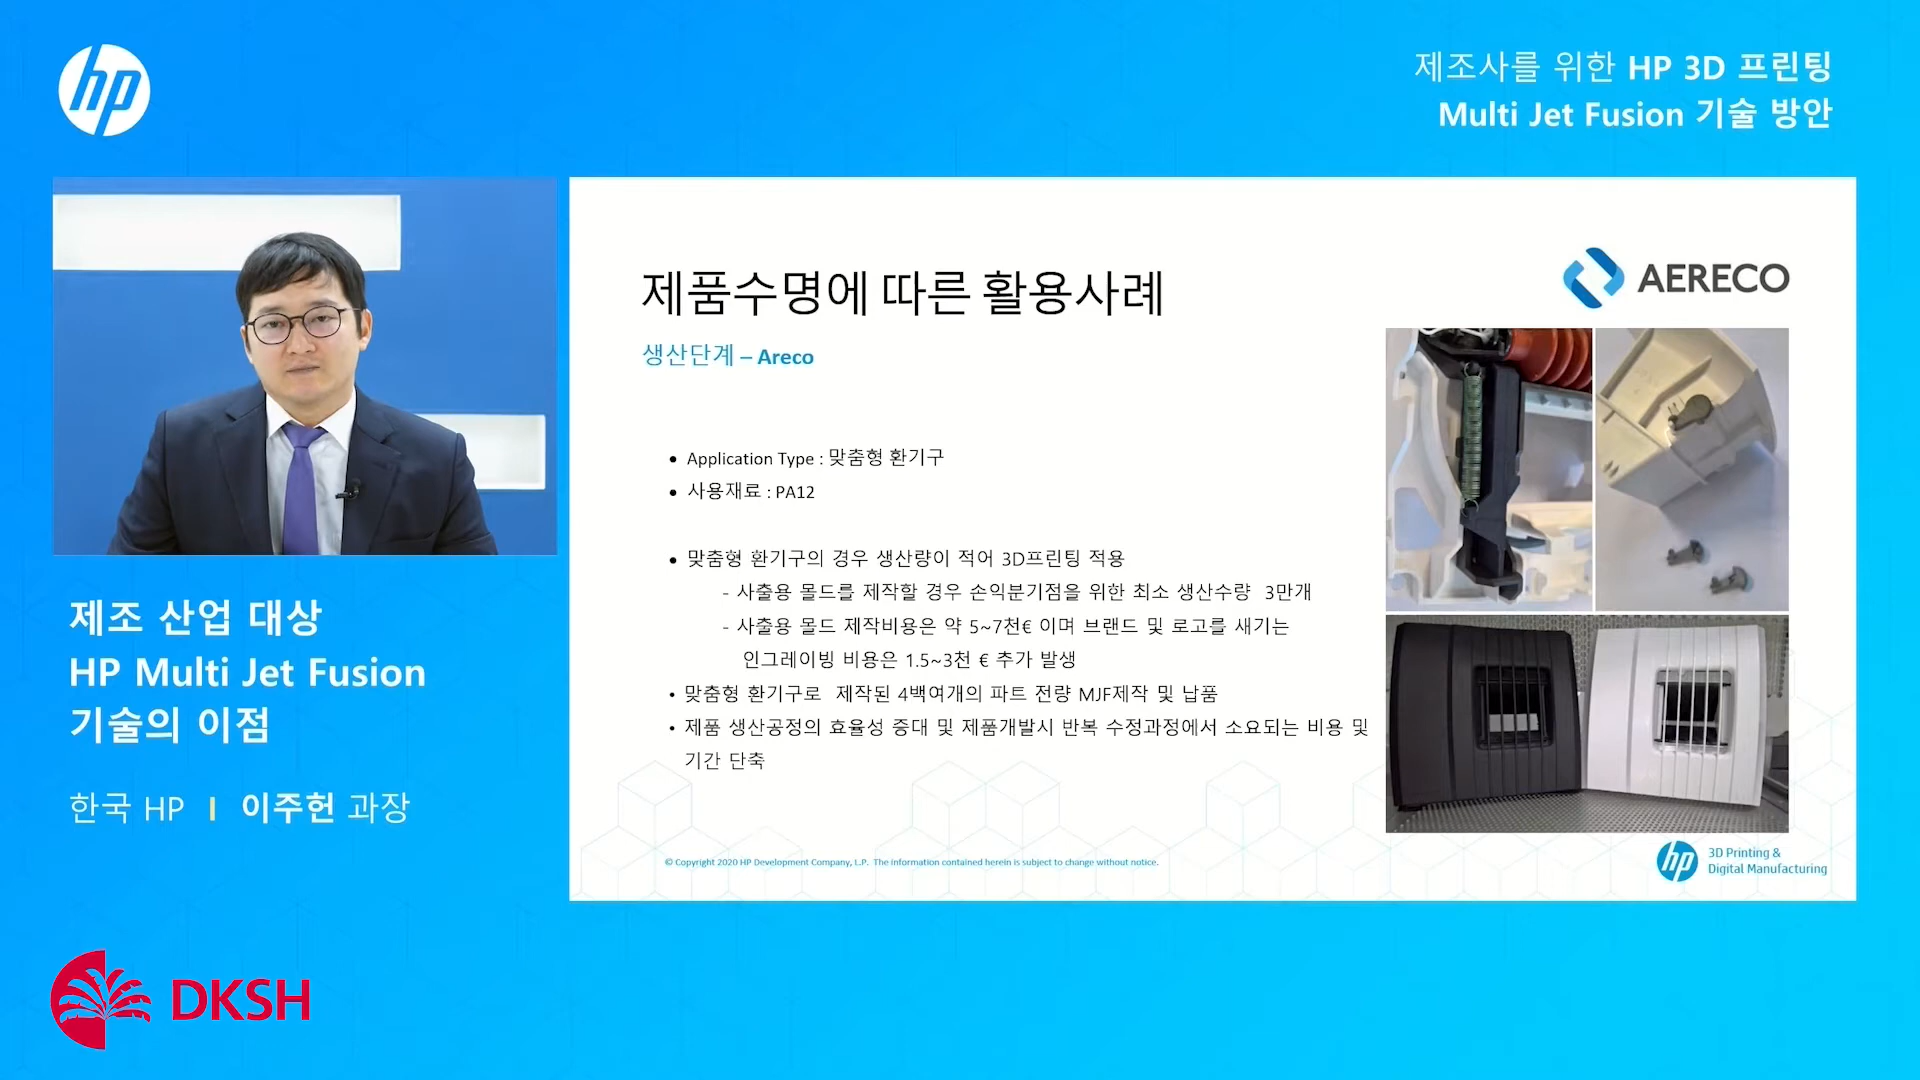 hp
제조사를 위한 HP 3D 프린팅
Multi Jet Fusion 기술 방안
제조 산업 대상
HP Multi Jet Fusion
기술의 이점
한국 HP | 이주헌 과장
DKSH
제품수명에 따른 활용사례
AERECO
생산단계 – Areco
• Application Type : 맞춤형 환기구
• 사용재료 : PA12
• 맞춤형 환기구의 경우 생산량이 적어 3D프린팅 적용
- 사출용 몰드를 제작할 경우 손익분기점을 위한 최소 생산수량 3만개
- 사출용 몰드 제작비용은 약 5~7천€ 이며 브랜드 및 로고를 새기는
인그레이빙 비용은 1.5~3천 € 추가 발생
• 맞춤형 환기구로 제작된 4백여개의 파트 전량 MJF제작 및 납품
• 제품 생산공정의 효율성 증대 및 제품개발시 반복 수정과정에서 소요되는 비용 및
기간 단축
© Copyright 2020 HP Development Company, L.P. The information contained herein is subject to change without notice.
hp
3D Printing &
Digital Manufacturing